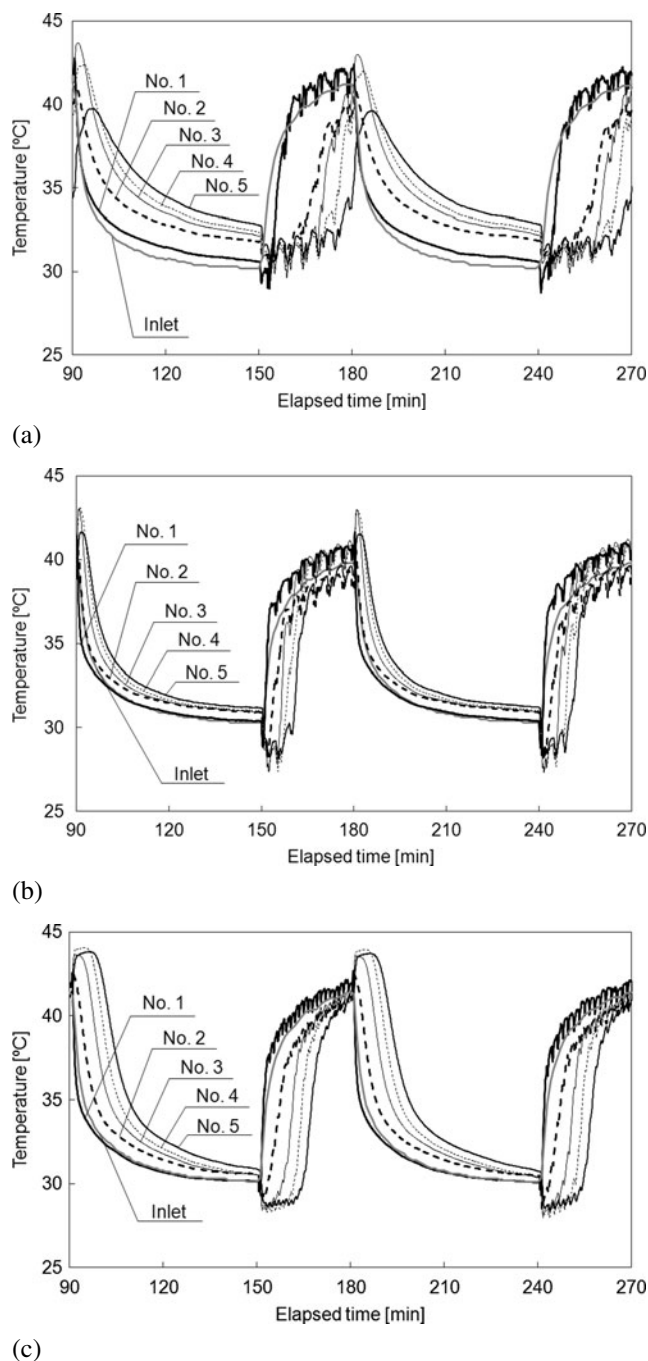 45
40
35
30
25
Temperature [ºC]
No. 1
No. 2
No. 3
No. 4
No. 5
Inlet
90 120 150 180 210 240 270
Elapsed time [min]
(a)
45
40
35
30
25
Temperature [ºC]
No. 1
No. 2
No. 3
No. 4
No. 5
Inlet
90 120 150 180 210 240 270
Elapsed time [min]
(b)
45
40
35
30
25
Temperature [ºC]
No. 1
No. 2
No. 3
No. 4
No. 5
Inlet
90 120 150 180 210 240 270
Elapsed time [min]
(c)